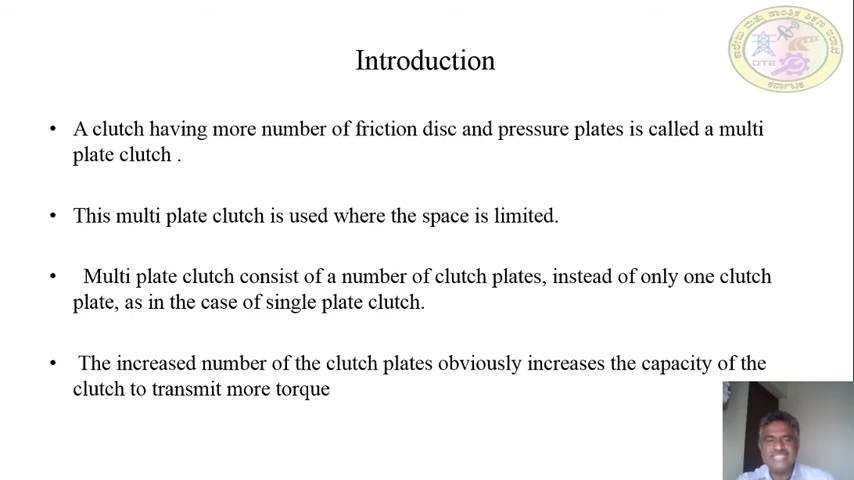 Introduction
• A clutch having more number of friction disc and pressure plates is called a multi
plate clutch .
• This multi plate clutch is used where the space is limited.
• Multi plate clutch consist of a number of clutch plates, instead of only one clutch
plate, as in the case of single plate clutch.
• The increased number of the clutch plates obviously increases the capacity of the
clutch to transmit more torque
DTE
ಕರ್ನಾಟಕ